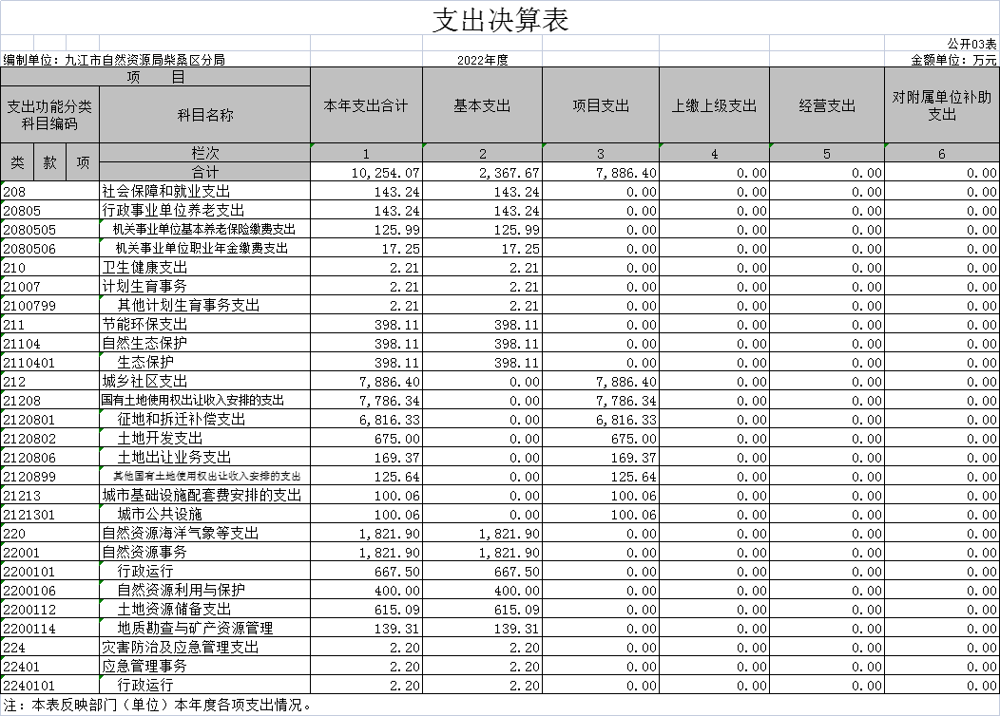 支出决算表
公开03表
编制单位：九江市自然资源局柴桑区分局 2022年度 金额单位：万元
项 目 本年支出合计 基本支出 项目支出 上缴上级支出 经营支出 对附属单位补助支出
支出功能分类科目编码 科目名称
类 款 项 栏次 1 2 3 4 5 6
合计 10,254.07 2,367.67 7,886.40 0.00 0.00 0.00
208 社会保障和就业支出 143.24 143.24 0.00 0.00 0.00 0.00
20805 行政事业单位养老支出 143.24 143.24 0.00 0.00 0.00 0.00
2080505 机关事业单位基本养老保险缴费支出 125.99 125.99 0.00 0.00 0.00 0.00
2080506 机关事业单位职业年金缴费支出 17.25 17.25 0.00 0.00 0.00 0.00
210 卫生健康支出 2.21 2.21 0.00 0.00 0.00 0.00
21007 计划生育事务 2.21 2.21 0.00 0.00 0.00 0.00
2100799 其他计划生育事务支出 2.21 2.21 0.00 0.00 0.00 0.00
211 节能环保支出 398.11 398.11 0.00 0.00 0.00 0.00
21104 自然生态保护 398.11 398.11 0.00 0.00 0.00 0.00
2110401 生态保护 398.11 398.11 0.00 0.00 0.00 0.00
212 城乡社区支出 7,886.40 0.00 7,886.40 0.00 0.00 0.00
21208 国有土地使用权出让收入安排的支出 7,786.34 0.00 7,786.34 0.00 0.00 0.00
2120801 征地和拆迁补偿支出 6,816.33 0.00 6,816.33 0.00 0.00 0.00
2120802 土地开发支出 675.00 0.00 675.00 0.00 0.00 0.00
2120806 土地出让业务支出 169.37 0.00 169.37 0.00 0.00 0.00
2120899 其他国有土地使用权出让收入安排的支出 125.64 0.00 125.64 0.00 0.00 0.00
21213 城市基础设施配套费安排的支出 100.06 0.00 100.06 0.00 0.00 0.00
2121301 城市公共设施 100.06 0.00 100.06 0.00 0.00 0.00
220 自然资源海洋气象等支出 1,821.90 1,821.90 0.00 0.00 0.00 0.00
22001 自然资源事务 1,821.90 1,821.90 0.00 0.00 0.00 0.00
2200101 行政运行 667.50 667.50 0.00 0.00 0.00 0.00
2200106 自然资源利用与保护 400.00 400.00 0.00 0.00 0.00 0.00
2200112 土地资源储备支出 615.09 615.09 0.00 0.00 0.00 0.00
2200114 地质勘查与矿产资源管理 139.31 139.31 0.00 0.00 0.00 0.00
224 灾害防治及应急管理支出 2.20 2.20 0.00 0.00 0.00 0.00
22401 应急管理事务 2.20 2.20 0.00 0.00 0.00 0.00
2240101 行政运行 2.20 2.20 0.00 0.00 0.00 0.00
注：本表反映部门（单位）本年度各项支出情况。